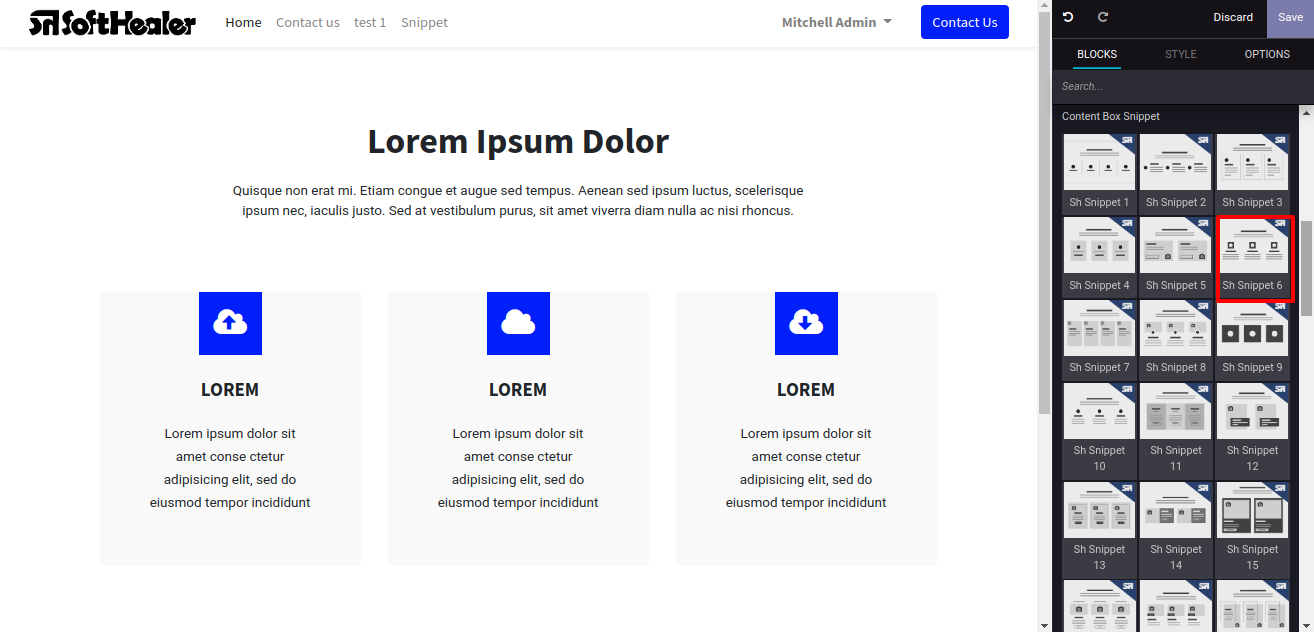 SoftHealer
Home
Contact us
test 1
Snippet
Mitchell Admin
Contact Us
Discard
Save
BLOCKS
STYLE
OPTIONS
Search...
Content Box Snippet
Lorem Ipsum Dolor
Quisque non erat mi. Etiam congue et augue sed tempus. Aenean sed ipsum luctus, scelerisque
ipsum nec, iaculis justo. Sed at vestibulum purus, sit amet viverra diam nulla ac nisi rhoncus.
LOREM
Lorem ipsum dolor sit
amet conse ctetur
adipisicing elit, sed do
eiusmod tempor incididunt
LOREM
Lorem ipsum dolor sit
amet conse ctetur
adipisicing elit, sed do
eiusmod tempor incididunt
LOREM
Lorem ipsum dolor sit
amet conse ctetur
adipisicing elit, sed do
eiusmod tempor incididunt
Sh Snippet 1
Sh Snippet 2
Sh Snippet 3
Sh Snippet 4
Sh Snippet 5
Sh Snippet 6
Sh Snippet 7
Sh Snippet 8
Sh Snippet 9
Sh Snippet
10
Sh Snippet
11
Sh Snippet
12
Sh Snippet
13
Sh Snippet
14
Sh Snippet
15